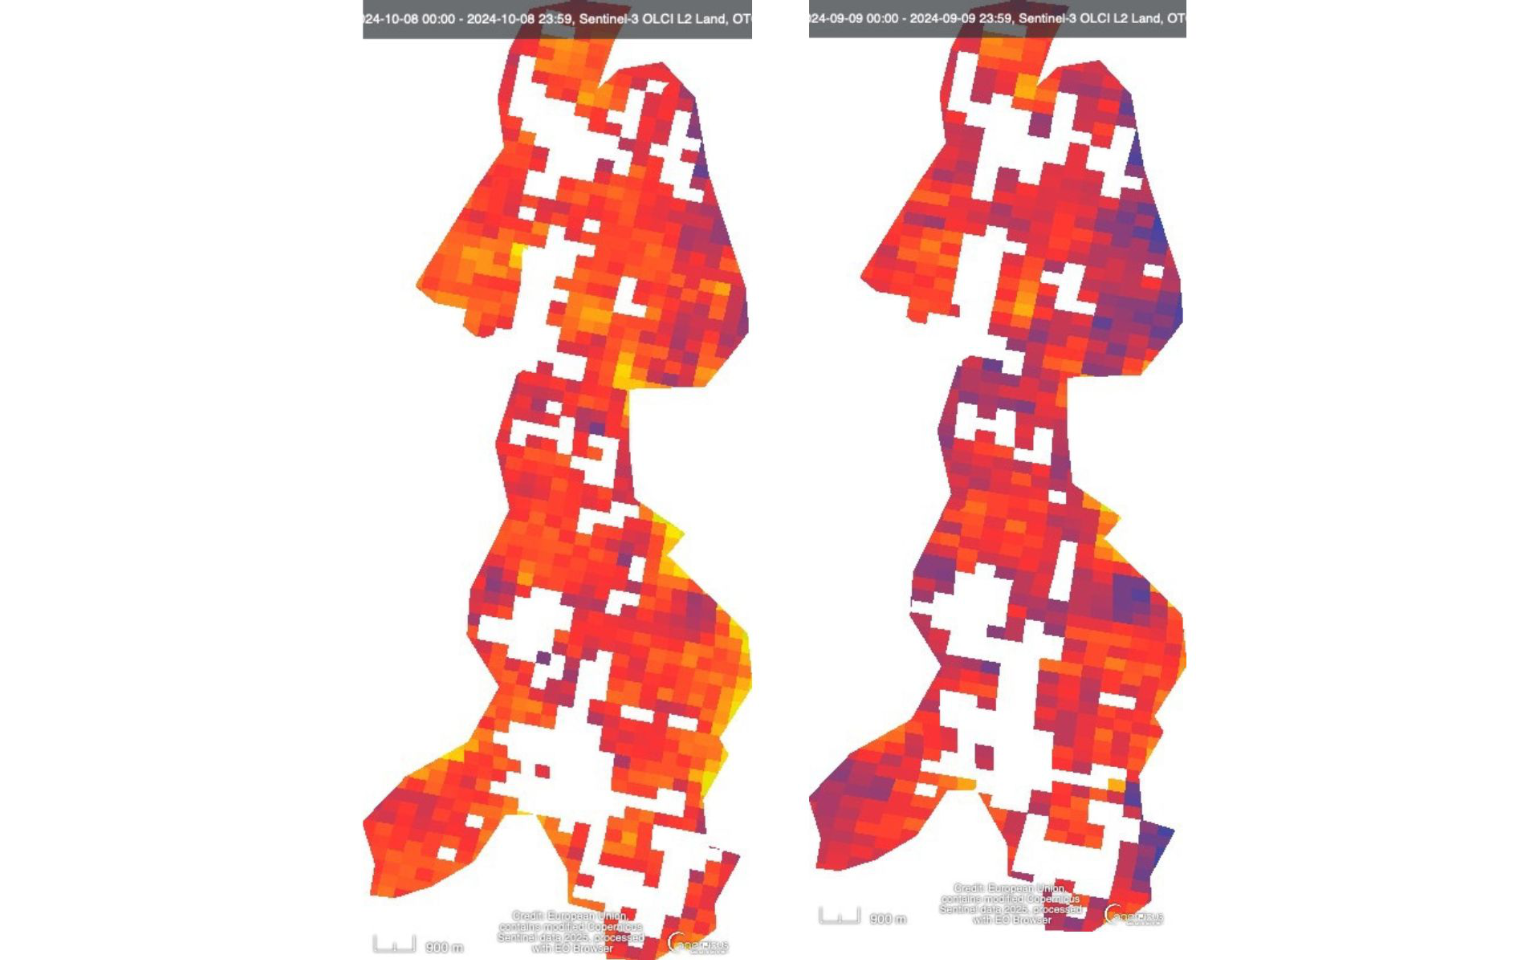 24-10-08 00:00 - 2024-10-08 23:59, Sentinel-3 OLCI L2 Land, OT
24-09-09 00:00 - 2024-09-09 23:59, Sentinel-3 OLCI L2 Land, OT
Credit: European Union,
contains modified Copernicus
Sentinel data 2025, processed
with EO Browser
900 m
Credit: European Union,
contains modified Copernicus
Sentinel data 2025, processed
with EO Browser
900 m